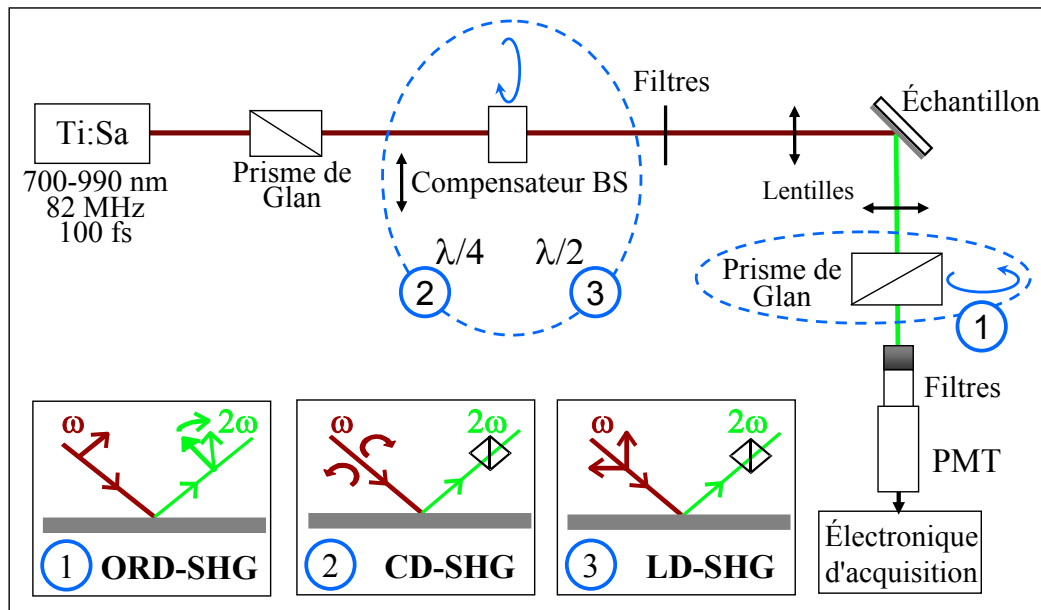 Ti:Sa
700-990 nm
82 MHz
100 fs
Prisme de
Glan
Compensateur BS
λ/4
λ/2
2
3
Filtres
Échantillon
Lentilles
Prisme de
Glan
1
Filtres
PMT
Électronique
d'acquisition
ω
2ω
1 ORD-SHG
ω
2ω
2 CD-SHG
ω
2ω
3 LD-SHG